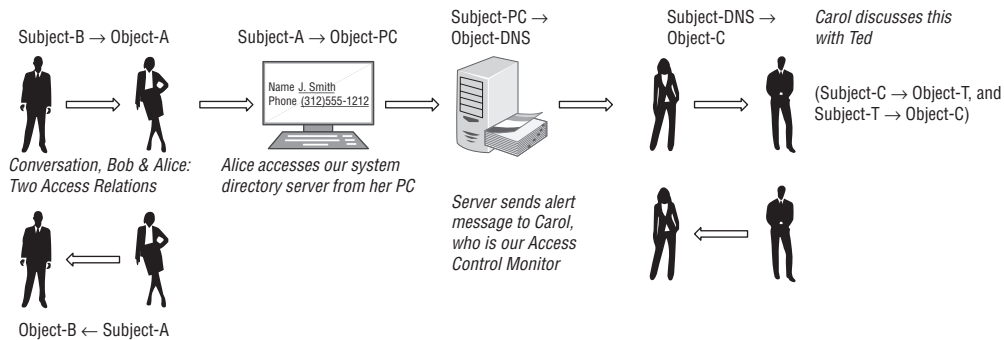 Subject-B → Object-A
Conversation, Bob & Alice:
Two Access Relations
Object-B ← Subject-A
Subject-A → Object-PC
Name J. Smith
Phone (312)555-1212
Alice accesses our system
directory server from her PC
Subject-PC →
Object-DNS
Server sends alert
message to Carol,
who is our Access
Control Monitor
Subject-DNS →
Object-C
Carol discusses this
with Ted
(Subject-C → Object-T, and
Subject-T → Object-C)